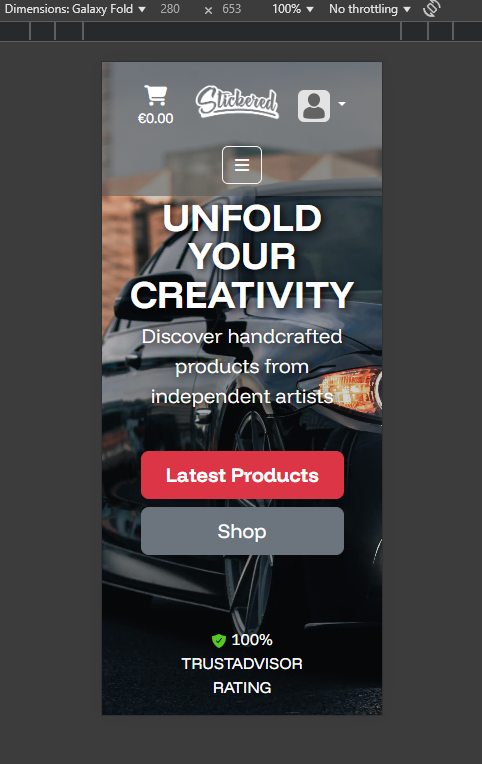 Dimensions: Galaxy Fold 280 × 653 100% No throttling
€0.00 Stickered
UNFOLD
YOUR
CREATIVITY
Discover handcrafted
products from
independent artists
Latest Products
Shop
100%
TRUSTADVISOR
RATING